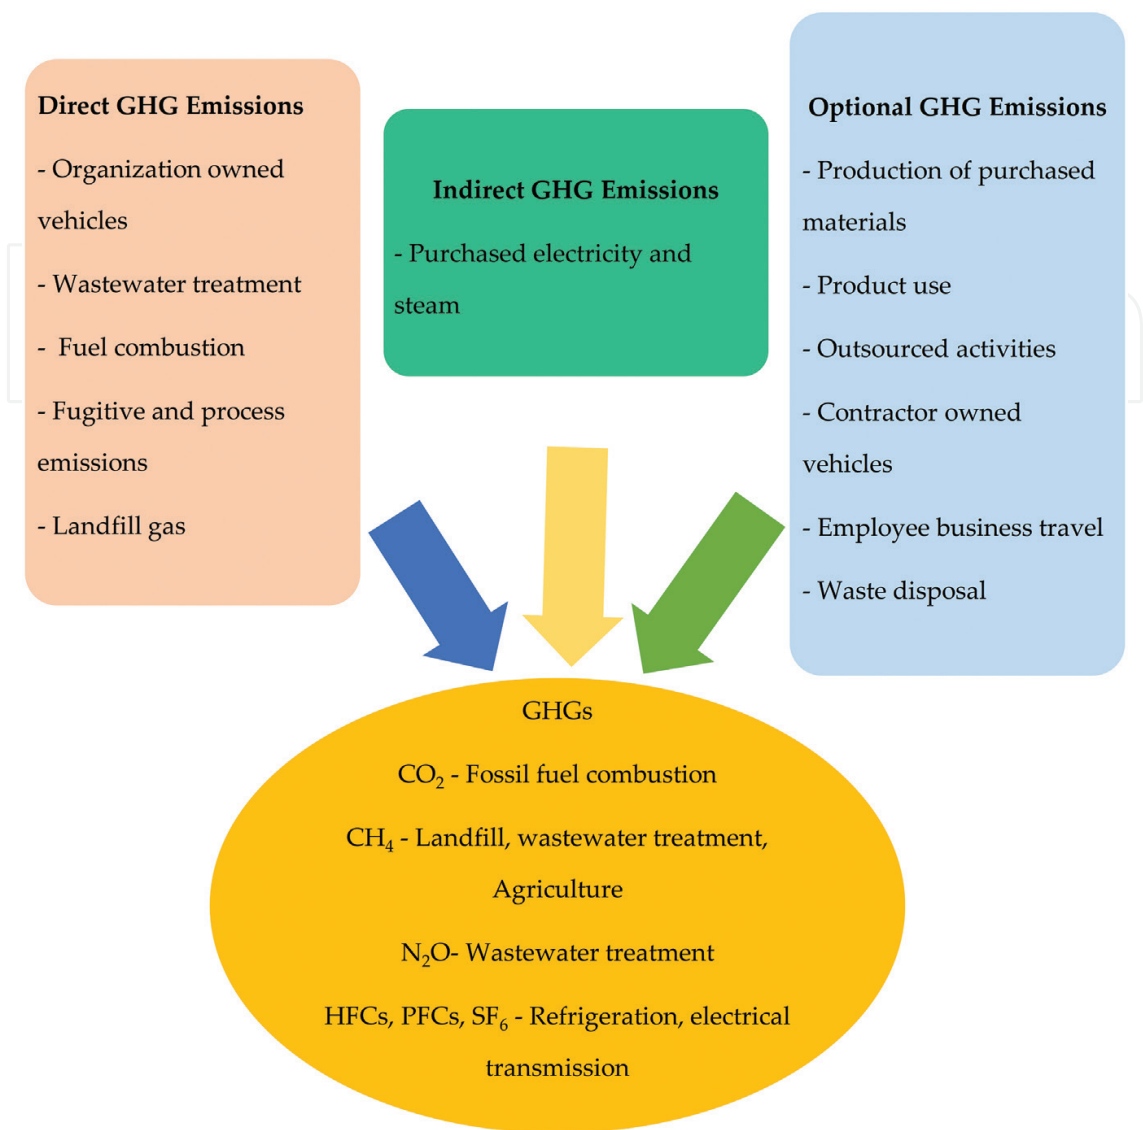 Direct GHG Emissions
- Organization owned
vehicles
- Wastewater treatment
- Fuel combustion
- Fugitive and process
emissions
- Landfill gas
Indirect GHG Emissions
- Purchased electricity and
steam
Optional GHG Emissions
- Production of purchased
materials
- Product use
- Outsourced activities
- Contractor owned
vehicles
- Employee business travel
- Waste disposal
GHGs
CO₂ - Fossil fuel combustion
CH₄ - Landfill, wastewater treatment,
Agriculture
N₂O- Wastewater treatment
HFCs, PFCs, SF₆ - Refrigeration, electrical
transmission